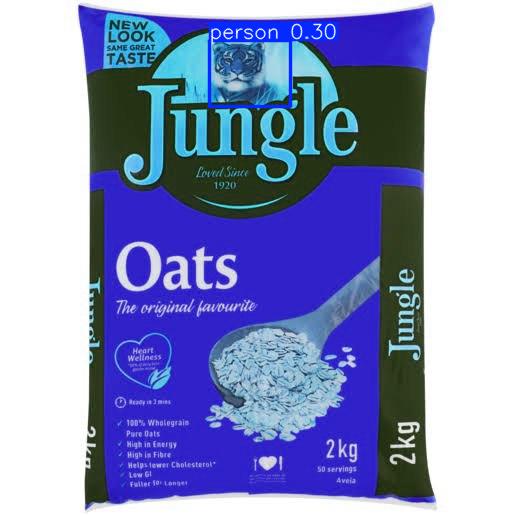 person 0.30
NEW
LOOK
SAME GREAT
TASTE
Jungle
Loved Since
1920
Oats
The original favourite
Heart
Wellness
Ready in 3 mins
100% Wholegrain
Pure Oats
High in Energy
High in Fibre
Helps lower Cholesterol*
Low GI
Fuller for Longer
2kg
50 servings
Aveia
Jungle
2kg
Jungle
2kg